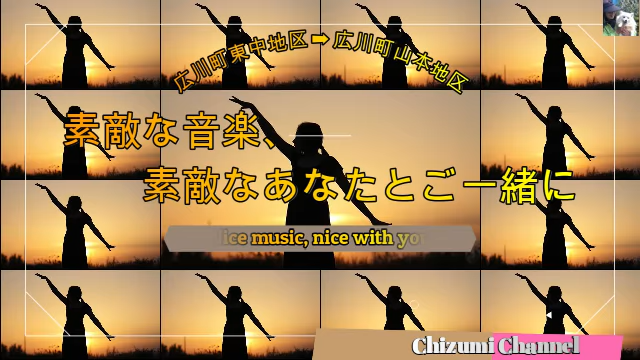 広川町東中地区➡広川町山本地区
素敵な音楽、
素敵なあなたとご一緒に
ice music, nice with yo
Chizumi Channel